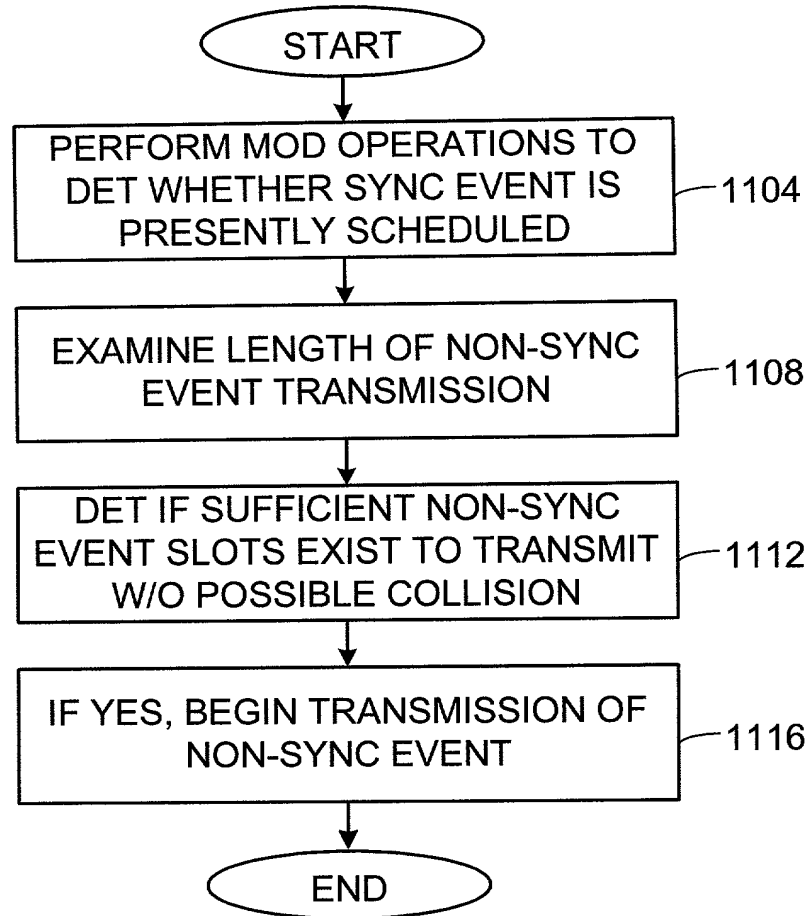 START
PERFORM MOD OPERATIONS TO
DET WHETHER SYNC EVENT IS
PRESENTLY SCHEDULED
1104
EXAMINE LENGTH OF NON-SYNC
EVENT TRANSMISSION
1108
DET IF SUFFICIENT NON-SYNC
EVENT SLOTS EXIST TO TRANSMIT
W/O POSSIBLE COLLISION
1112
IF YES, BEGIN TRANSMISSION OF
NON-SYNC EVENT
1116
END